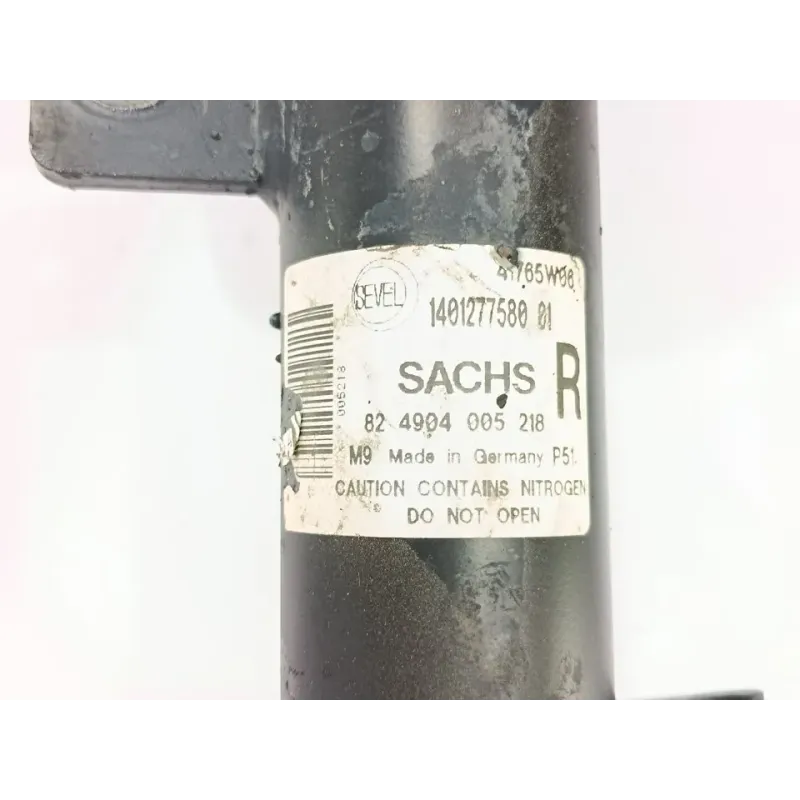 41765W06
SEVEL
1401277580 01
005218
SACHS R
82 4904 005 218
M9 Made in Germany P51
CAUTION CONTAINS NITROGEN
DO NOT OPEN